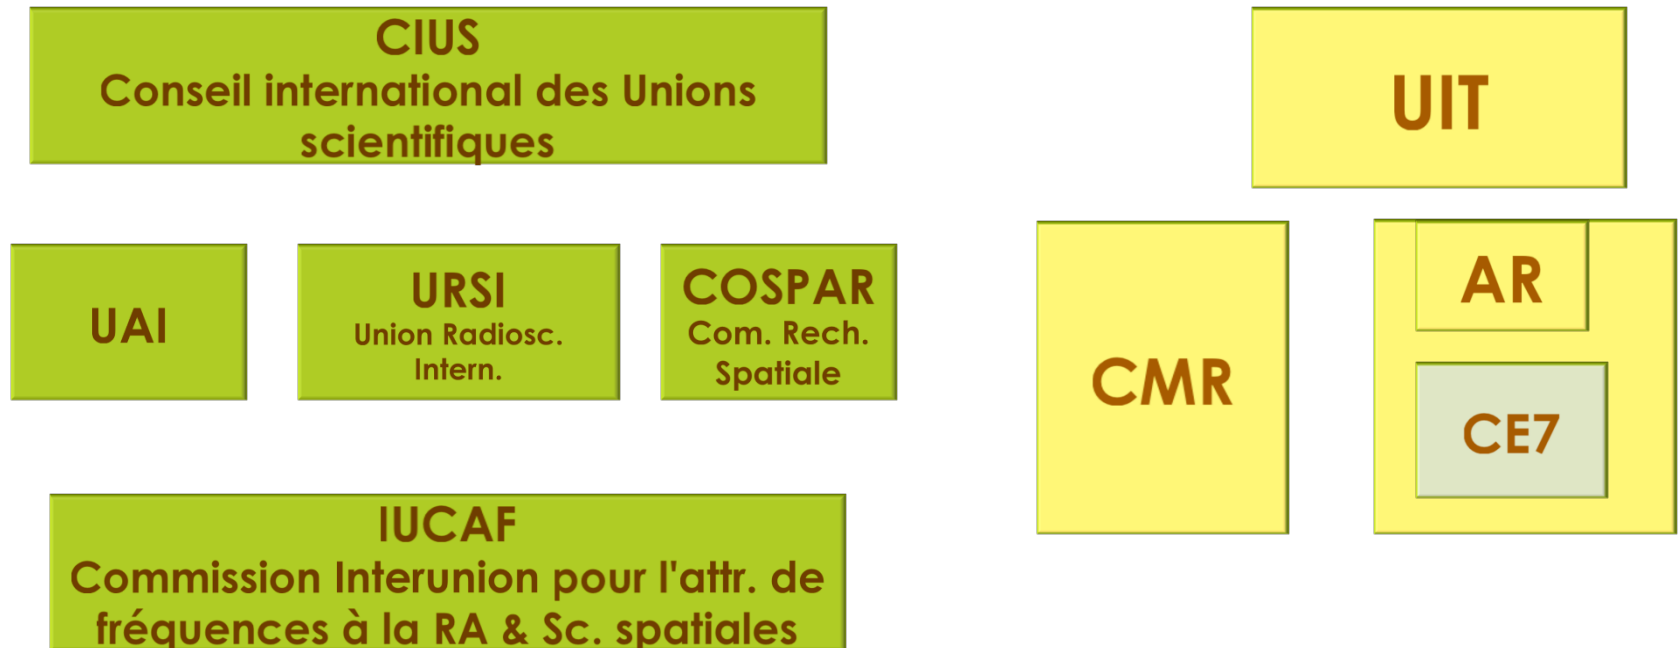 CIUS
Conseil international des Unions
scientifiques
UIT
UAI
URSI
Union Radiosc.
Intern.
COSPAR
Com. Rech.
Spatiale
CMR
AR
CE7
IUCAF
Commission Interunion pour l'attr. de
fréquences à la RA & Sc. spatiales